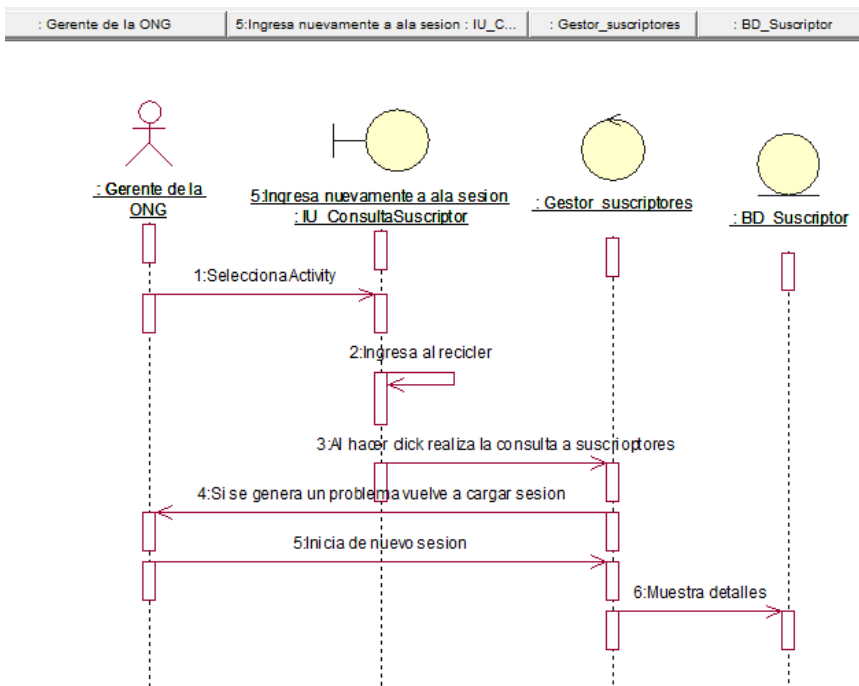 : Gerente de la ONG
5:Ingresa nuevamente a ala sesion : IU_C...
: Gestor_suscriptores
: BD_Suscriptor
: Gerente de la
ONG
5:Ingresa nuevamente a ala sesion
: IU_ConsultaSuscriptor
: Gestor_suscriptores
: BD_Suscriptor
1:SeleccionaActivity
2:Ingresa al recicler
3:Al hacer click realiza la consulta a suscrioptores
4:Si se genera un problema vuelve a cargar sesion
5:Inicia de nuevo sesion
6:Muestra detalles